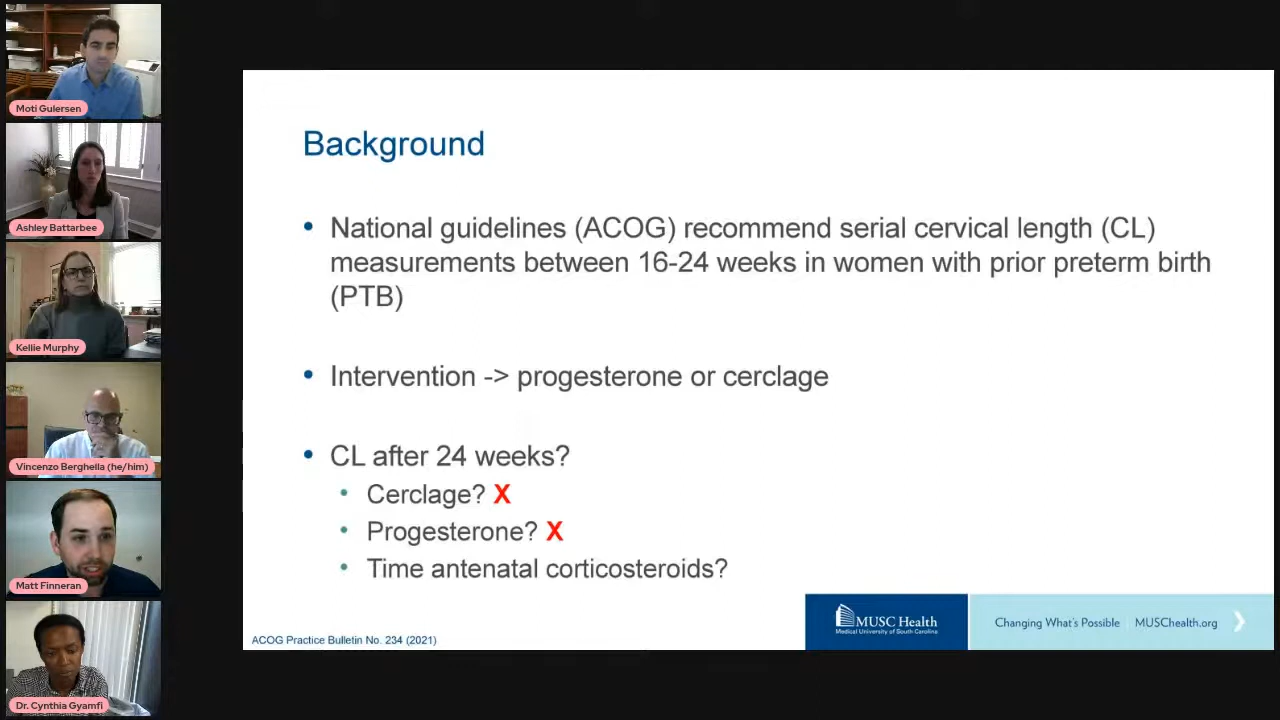 Moti Gulersen
Ashley Battarbee
Kellie Murphy
Vincenzo Berghella (he/him)
Matt Finneran
Dr. Cynthia Gyamfi
Background
• National guidelines (ACOG) recommend serial cervical length (CL)
measurements between 16-24 weeks in women with prior preterm birth
(PTB)
• Intervention -> progesterone or cerclage
• CL after 24 weeks?
• Cerclage? X
• Progesterone? X
• Time antenatal corticosteroids?
ACOG Practice Bulletin No. 234 (2021)
MUSC Health
Medical University of South Carolina
Changing What's Possible | MUSChealth.org